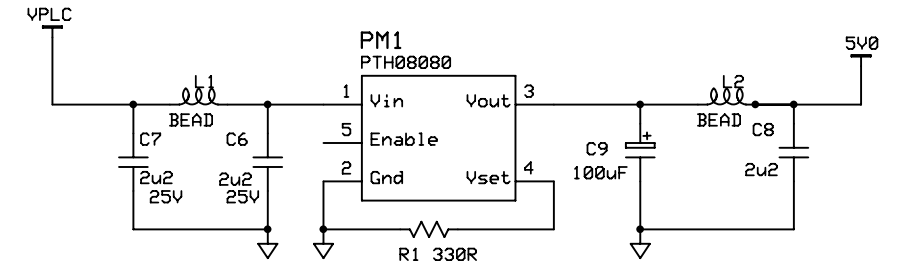 VPLC
PM1
PTH08080
5V0
L1
BEAD
C7
2u2
25V
C6
2u2
25V
1
Vin
5
Enable
2
Gnd
Vout
3
Vset
4
R1 330R
L2
BEAD
C9
+
100uF
C8
2u2